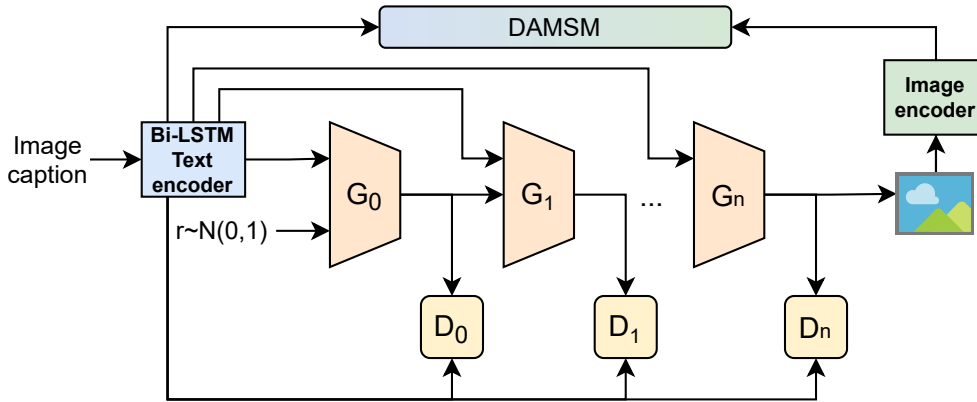 DAMSM
Image
encoder
Bi-LSTM
Text
encoder
Image
caption
G₀
G₁
...
Gn
r~N(0,1)
D₀
D₁
Dn